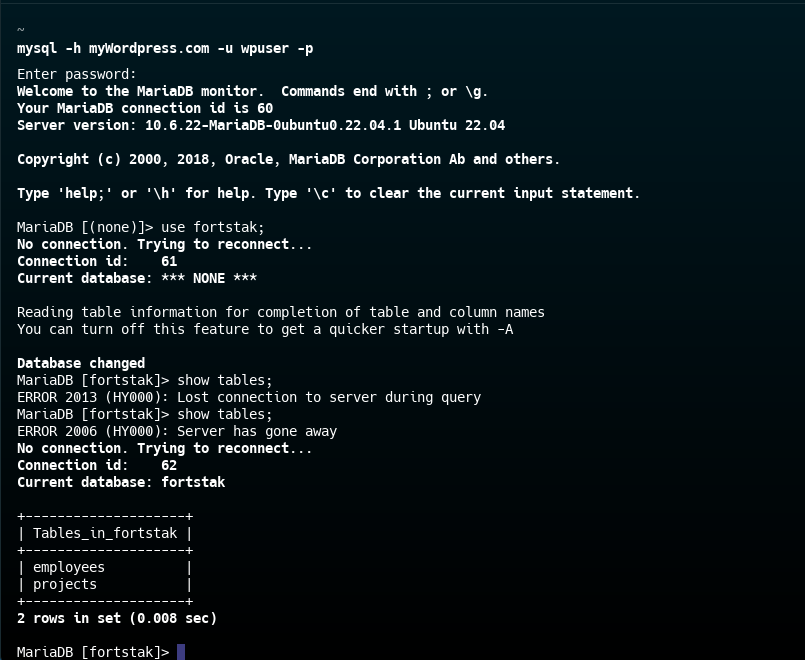 ~
mysql -h myWordpress.com -u wpuser -p
Enter password:
Welcome to the MariaDB monitor.  Commands end with ; or \g.
Your MariaDB connection id is 60
Server version: 10.6.22-MariaDB-0ubuntu0.22.04.1 Ubuntu 22.04
Copyright (c) 2000, 2018, Oracle, MariaDB Corporation Ab and others.
Type 'help;' or '\h' for help. Type '\c' to clear the current input statement.
MariaDB [(none)]> use fortstak;
No connection. Trying to reconnect...
Connection id:    61
Current database: *** NONE ***
Reading table information for completion of table and column names
You can turn off this feature to get a quicker startup with -A
Database changed
MariaDB [fortstak]> show tables;
ERROR 2013 (HY000): Lost connection to server during query
MariaDB [fortstak]> show tables;
ERROR 2006 (HY000): Server has gone away
No connection. Trying to reconnect...
Connection id:    62
Current database: fortstak
+--------------------+
| Tables_in_fortstak |
+--------------------+
| employees          |
| projects           |
+--------------------+
2 rows in set (0.008 sec)
MariaDB [fortstak]>